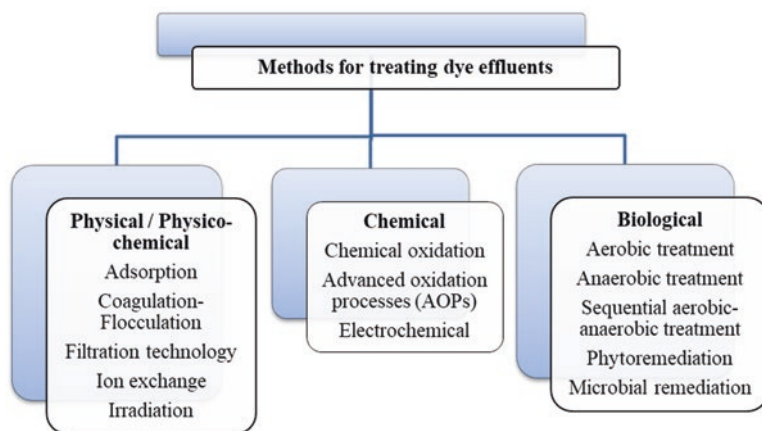 Methods for treating dye effluents
Physical / Physico-
chemical
Adsorption
Coagulation-
Flocculation
Filtration technology
Ion exchange
Irradiation
Chemical
Chemical oxidation
Advanced oxidation
processes (AOPs)
Electrochemical
Biological
Aerobic treatment
Anaerobic treatment
Sequential aerobic-
anaerobic treatment
Phytoremediation
Microbial remediation